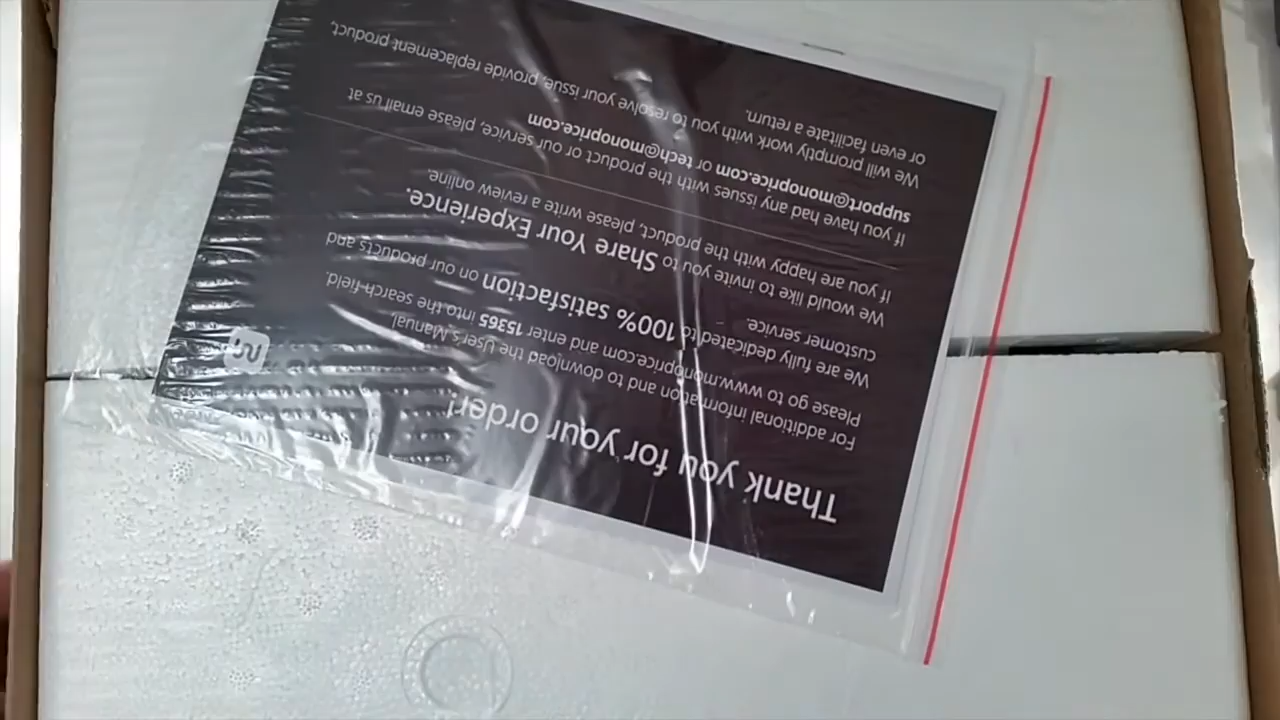 Thank you for your order!
For additional information and to download the User's Manual,
Please go to www.monoprice.com and enter 15365 into the search field.
We are fully dedicated to 100% satisfaction on our products and
customer service.
We would like to invite you to Share Your Experience.
If you are happy with the product, please write a review online.
If you have had any issues with the product or our service, please email us at
support@monoprice.com or tech@monoprice.com
We will promptly work with you to resolve your issue, provide replacement product,
or even facilitate a return.